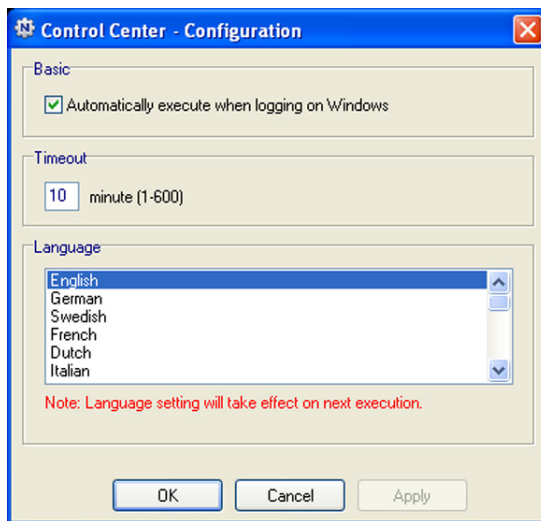 Control Center - Configuration
Basic
Automatically execute when logging on Windows
Timeout
10 minute (1-600)
Language
English
German
Swedish
French
Dutch
Italian
Note: Language setting will take effect on next execution.
OK Cancel Apply